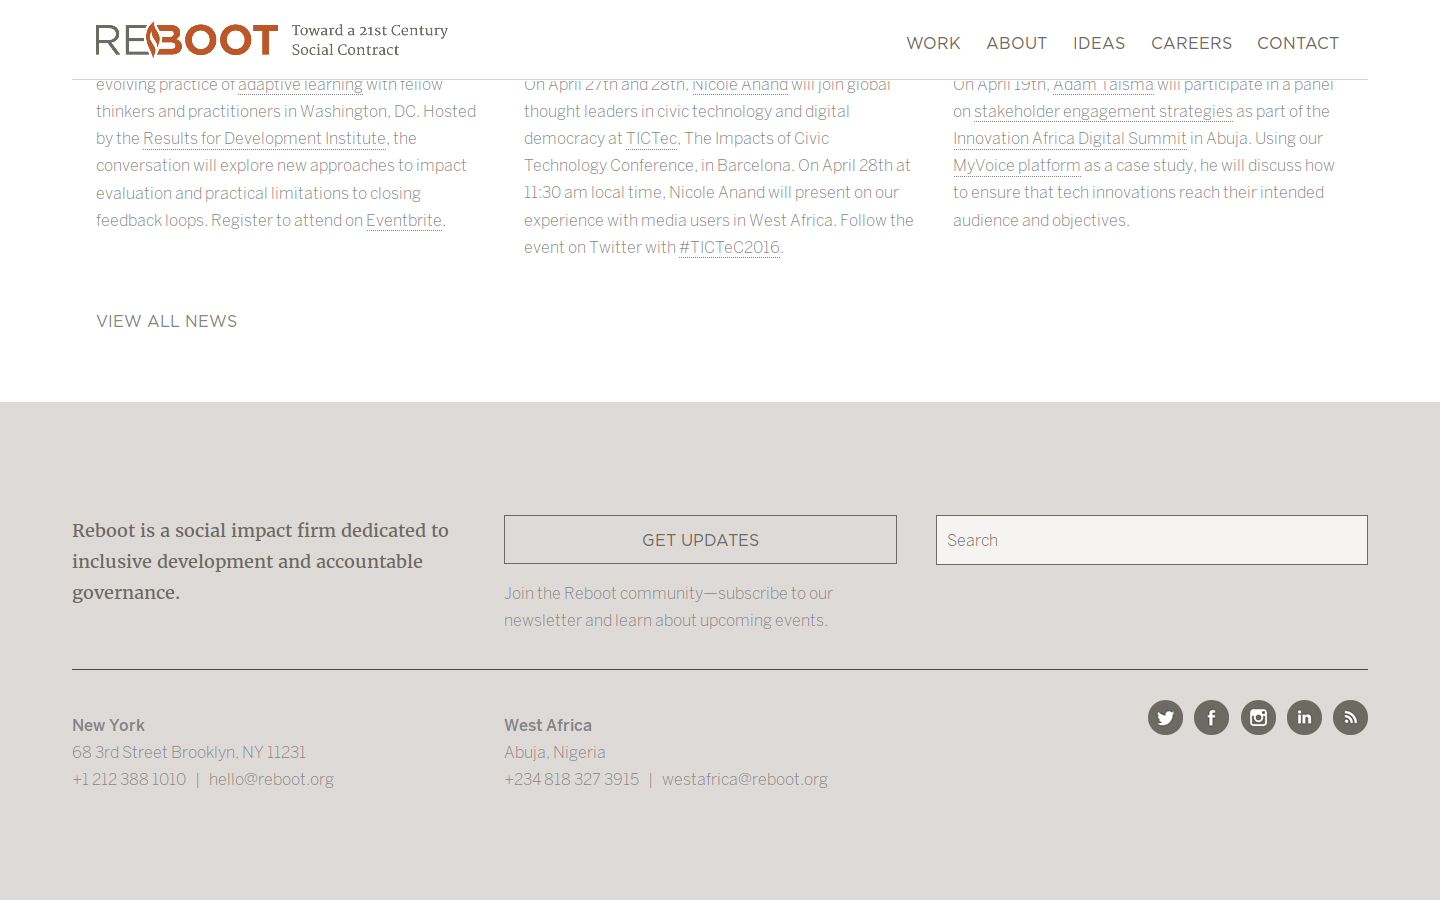 REBOOT
Toward a 21st Century
Social Contract
WORK
ABOUT
IDEAS
CAREERS
CONTACT
evolving practice of adaptive learning with fellow
thinkers and practitioners in Washington, DC. Hosted
by the Results for Development Institute, the
conversation will explore new approaches to impact
evaluation and practical limitations to closing
feedback loops. Register to attend on Eventbrite.
On April 27th and 28th, Nicole Anand will join global
thought leaders in civic technology and digital
democracy at TICTec, The Impacts of Civic
Technology Conference, in Barcelona. On April 28th at
11:30 am local time, Nicole Anand will present on our
experience with media users in West Africa. Follow the
event on Twitter with #TICTeC2016.
On April 19th, Adam Talsma will participate in a panel
on stakeholder engagement strategies as part of the
Innovation Africa Digital Summit in Abuja. Using our
MyVoice platform as a case study, he will discuss how
to ensure that tech innovations reach their intended
audience and objectives.
VIEW ALL NEWS
Reboot is a social impact firm dedicated to
inclusive development and accountable
governance.
GET UPDATES
Join the Reboot community—subscribe to our
newsletter and learn about upcoming events.
Search
New York
68 3rd Street Brooklyn, NY 11231
+1 212 388 1010 | hello@reboot.org
West Africa
Abuja, Nigeria
+234 818 327 3915 | westafrica@reboot.org